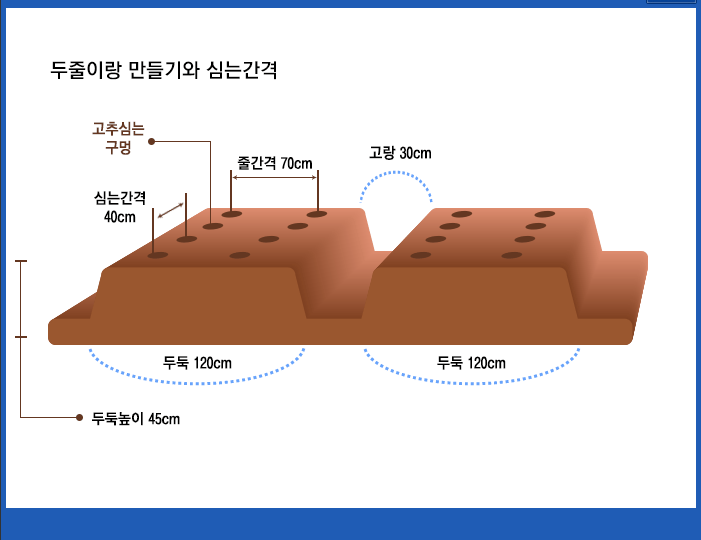 두줄이랑 만들기와 심는간격
고추심는
구멍
줄간격 70cm
고랑 30cm
심는간격
40cm
두둑 120cm
두둑 120cm
두둑높이 45cm